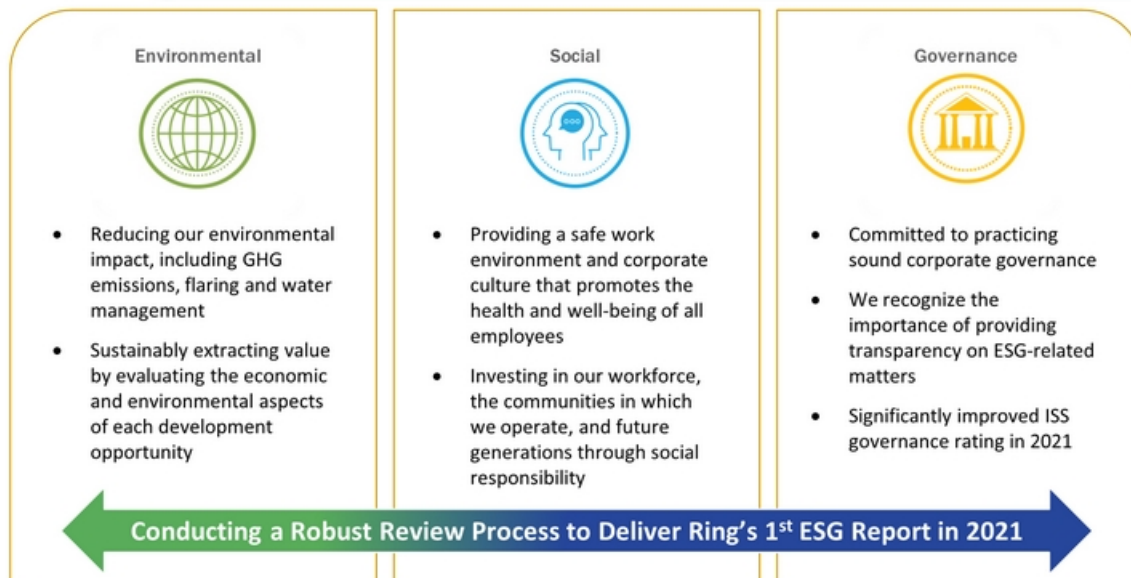 Environmental
• Reducing our environmental
impact, including GHG
emissions, flaring and water
management
• Sustainably extracting value
by evaluating the economic
and environmental aspects
of each development
opportunity
Social
• Providing a safe work
environment and corporate
culture that promotes the
health and well-being of all
employees
• Investing in our workforce,
the communities in which
we operate, and future
generations through social
responsibility
Governance
• Committed to practicing
sound corporate governance
• We recognize the
importance of providing
transparency on ESG-related
matters
• Significantly improved ISS
governance rating in 2021
Conducting a Robust Review Process to Deliver Ring's 1st ESG Report in 2021